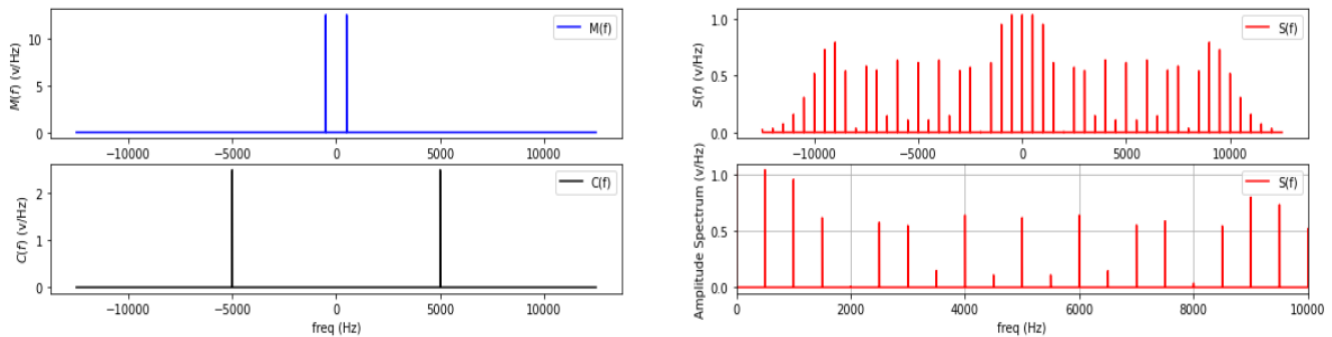 M(f) (v/Hz)
10
5
0
M(f)
−10000 −5000 0 5000 10000
C(f) (v/Hz)
2
1
0
C(f)
−10000 −5000 0 5000 10000
freq (Hz)
S(f) (v/Hz)
1.0
0.5
0.0
S(f)
−10000 −5000 0 5000 10000
Amplitude Spectrum (v/Hz)
1.0
0.5
0.0
S(f)
0 2000 4000 6000 8000 10000
freq (Hz)